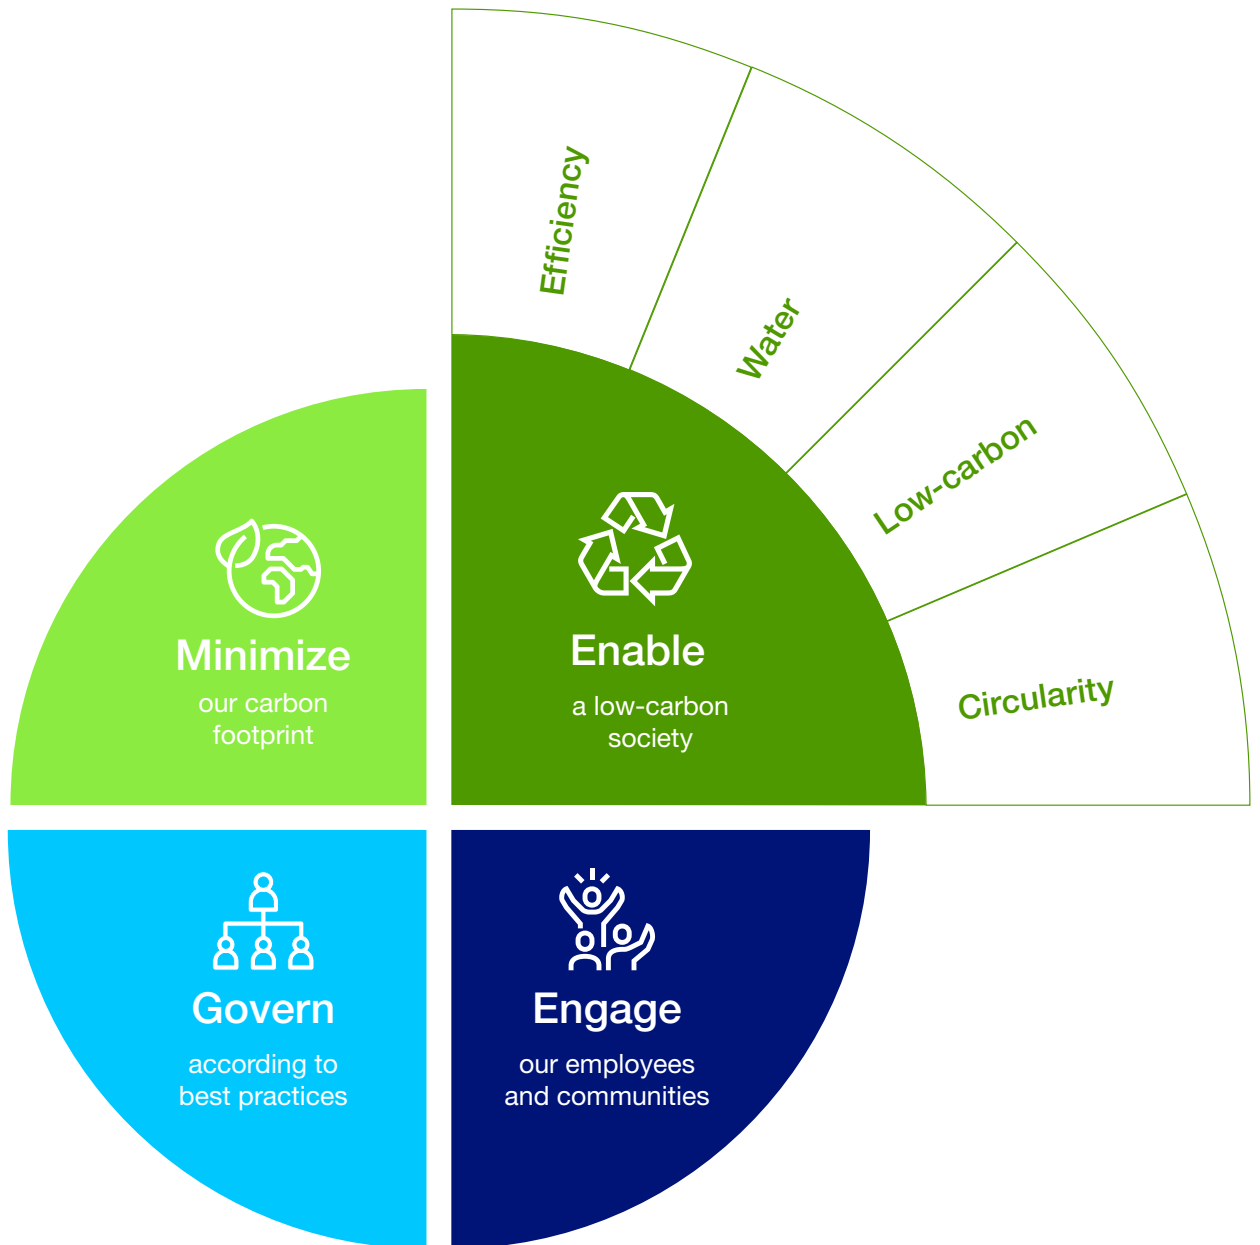 Efficiency
Water
Low-carbon
Circularity
Minimize
our carbon
footprint
Enable
a low-carbon
society
Govern
according to
best practices
Engage
our employees
and communities